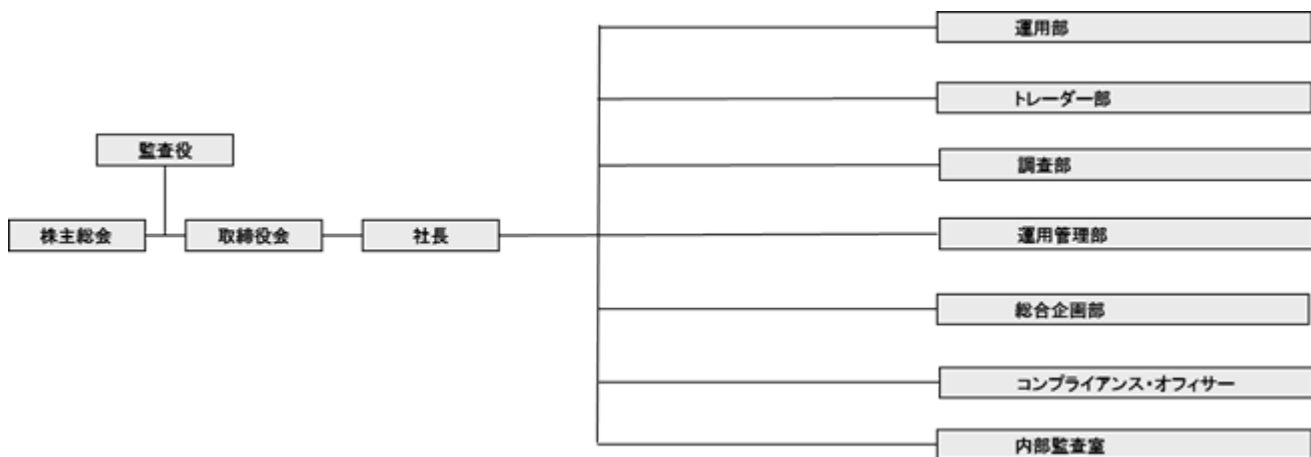 運用部
トレーダー部
監査役
調査部
株主総会
取締役会
社長
運用管理部
総合企画部
コンプライアンス・オフィサー
内部監査室